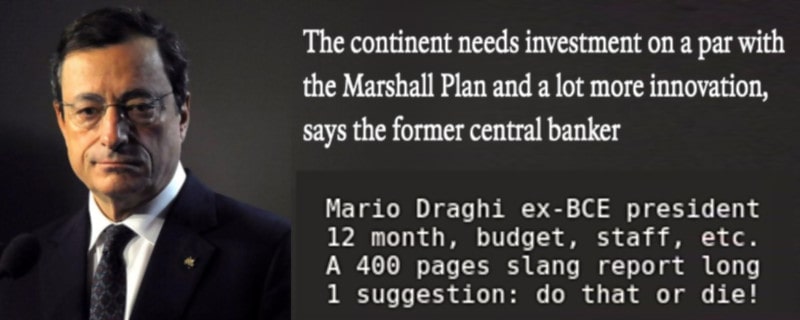 The continent needs investment on a par with
the Marshall Plan and a lot more innovation,
says the former central banker
Mario Draghi ex-BCE president
12 month, budget, staff, etc.
A 400 pages slang report long
1 suggestion: do that or die!